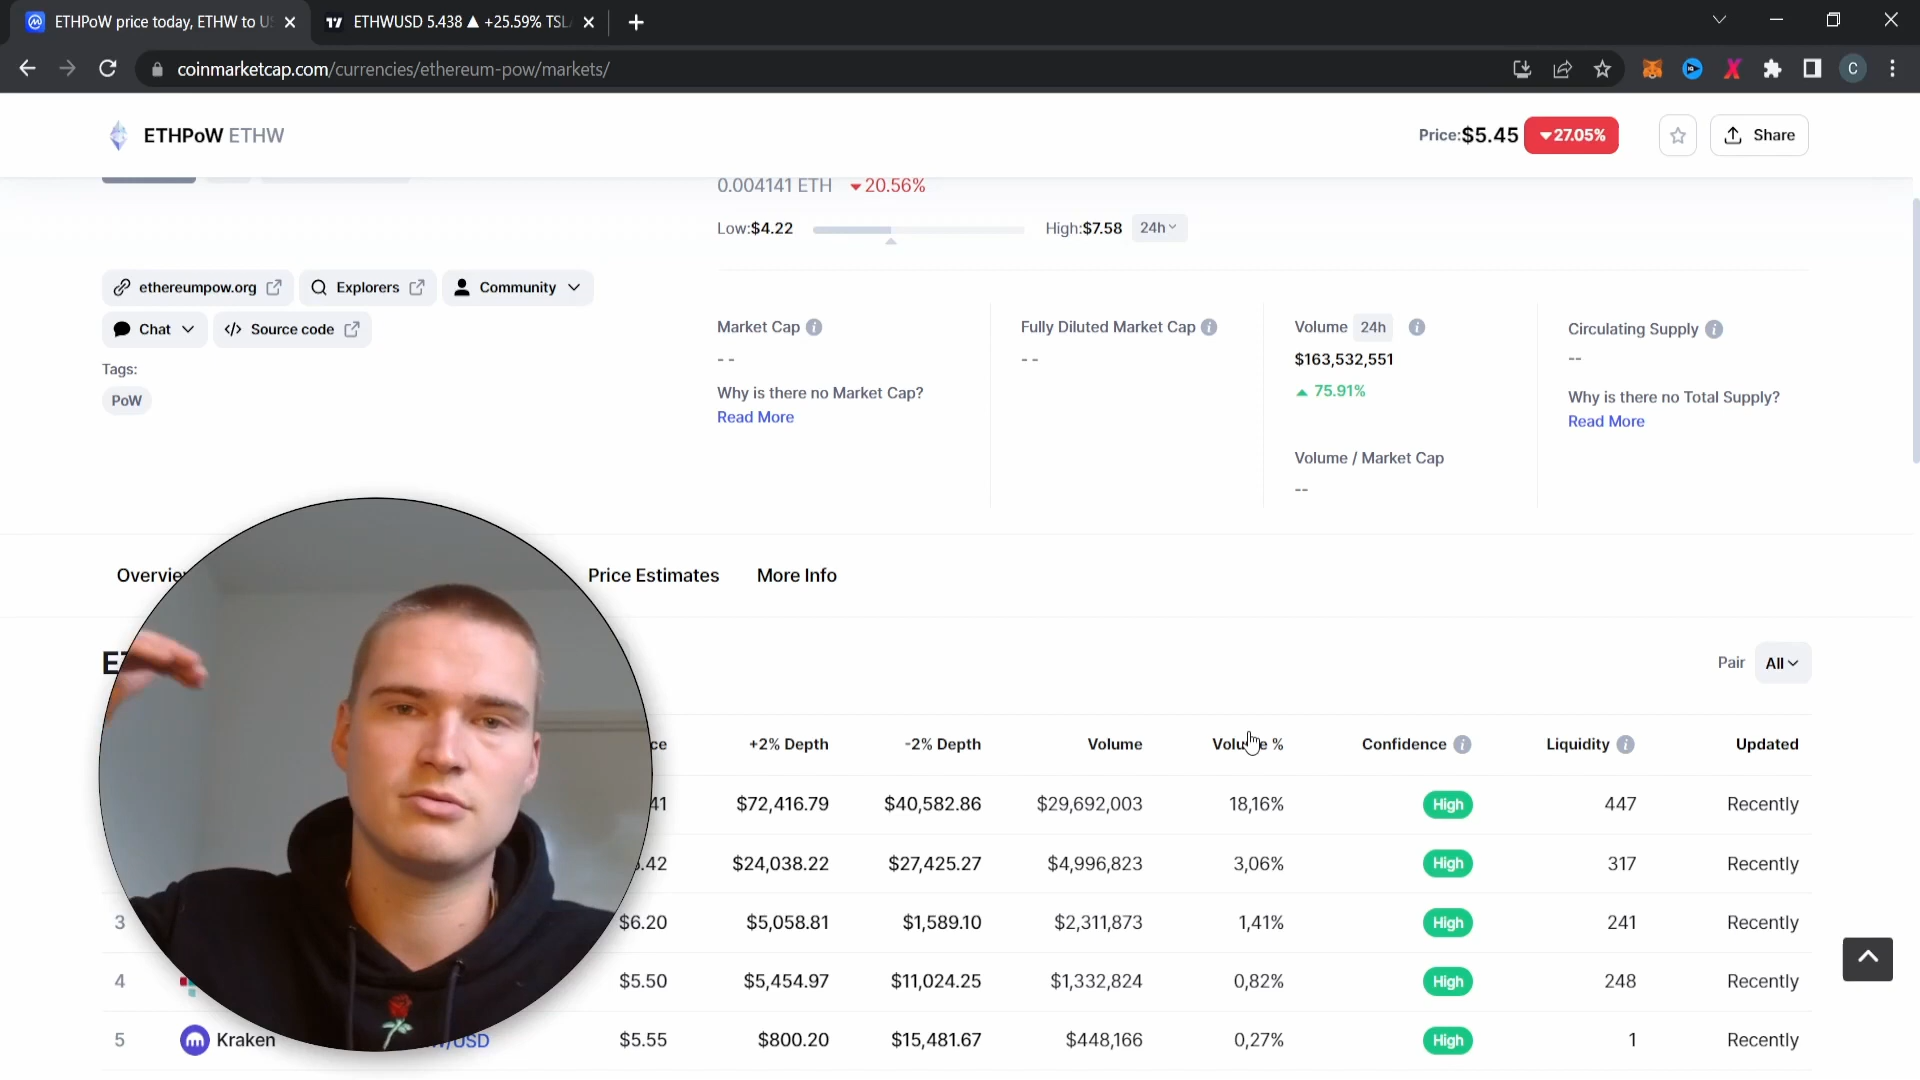 ETHPoW price today, ETHW to US
ETHWUSD 5.438 ▲ +25.59% TSLA
coinmarketcap.com/currencies/ethereum-pow/markets/
C
ETHPoW ETHW
Price:$5.45 27.05%
Share
0.004141 ETH 20.56%
Low:$4.22
High:$7.58 24h
ethereumpow.org
Explorers
Community
Chat
Source code
Tags:
PoW
Market Cap
- -
Why is there no Market Cap?
Read More
Fully Diluted Market Cap
- -
Volume 24h
$163,532,551
75.91%
Volume / Market Cap
--
Circulating Supply
--
Why is there no Total Supply?
Read More
Price Estimates
More Info
Pair All
+2% Depth -2% Depth Volume Volume % Confidence Liquidity Updated
$72,416.79 $40,582.86 $29,692,003 18,16% High 447 Recently
$24,038.22 $27,425.27 $4,996,823 3,06% High 317 Recently
3 $6.20 $5,058.81 $1,589.10 $2,311,873 1,41% High 241 Recently
4 $5.50 $5,454.97 $11,024.25 $1,332,824 0,82% High 248 Recently
5 Kraken /USD $5.55 $800.20 $15,481.67 $448,166 0,27% High 1 Recently